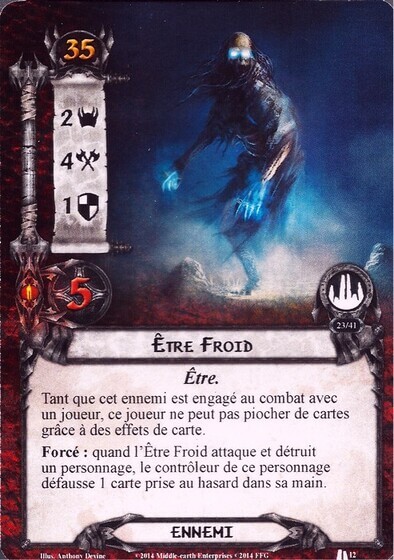 35
2
4
1
5
23/41
Être Froid
Être.
Tant que cet ennemi est engagé au combat avec
un joueur, ce joueur ne peut pas piocher de cartes
grâce à des effets de carte.
Forcé : quand l'Être Froid attaque et détruit
un personnage, le contrôleur de ce personnage
défausse 1 carte prise au hasard dans sa main.
ENNEMI
Illus. Anthony Devine
©2014 Middle-earth Enterprises ©2014 FFG
12